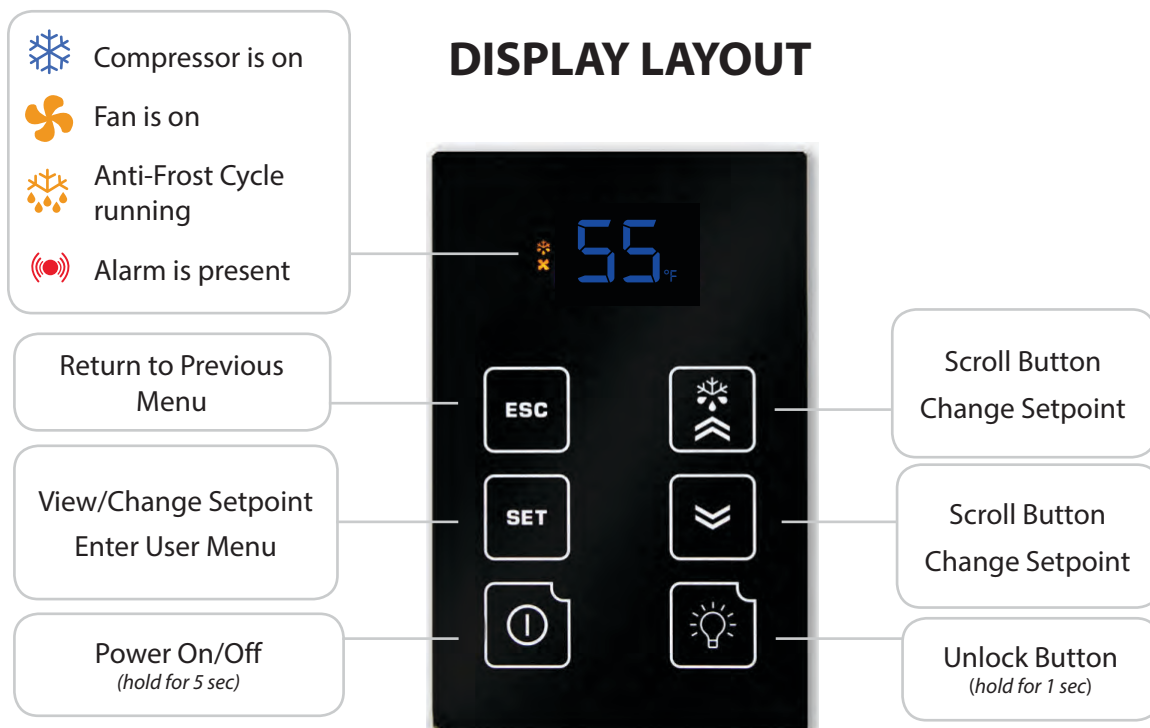 DISPLAY LAYOUT
Compressor is on
Fan is on
Anti-Frost Cycle
running
Alarm is present
55°F
Return to Previous
Menu
ESC
Scroll Button
Change Setpoint
View/Change Setpoint
Enter User Menu
SET
Scroll Button
Change Setpoint
Power On/Off
(hold for 5 sec)
Unlock Button
(hold for 1 sec)